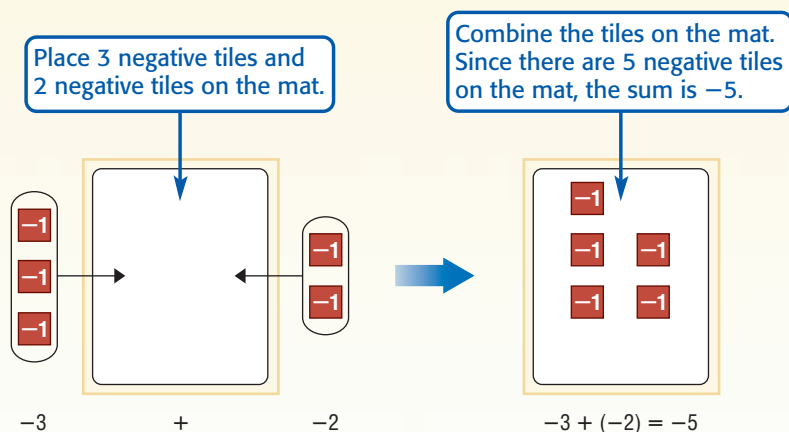 Place 3 negative tiles and
2 negative tiles on the mat.
Combine the tiles on the mat.
Since there are 5 negative tiles
on the mat, the sum is −5.
−1
−1
−1
−1
−1
−1
−1
−1
−1
−1
−3 + −2
−3 + (−2) = −5